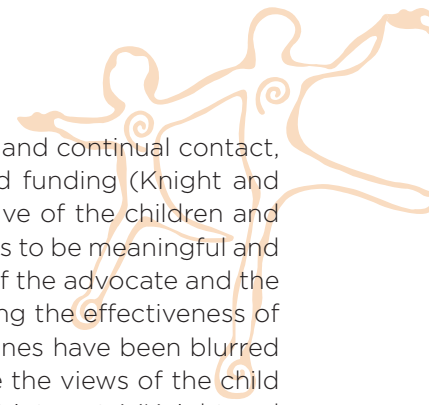 and continual contact,
d funding (Knight and
ve of the children and
s to be meaningful and
f the advocate and the
ng the effectiveness of
nes have been blurred
the views of the child